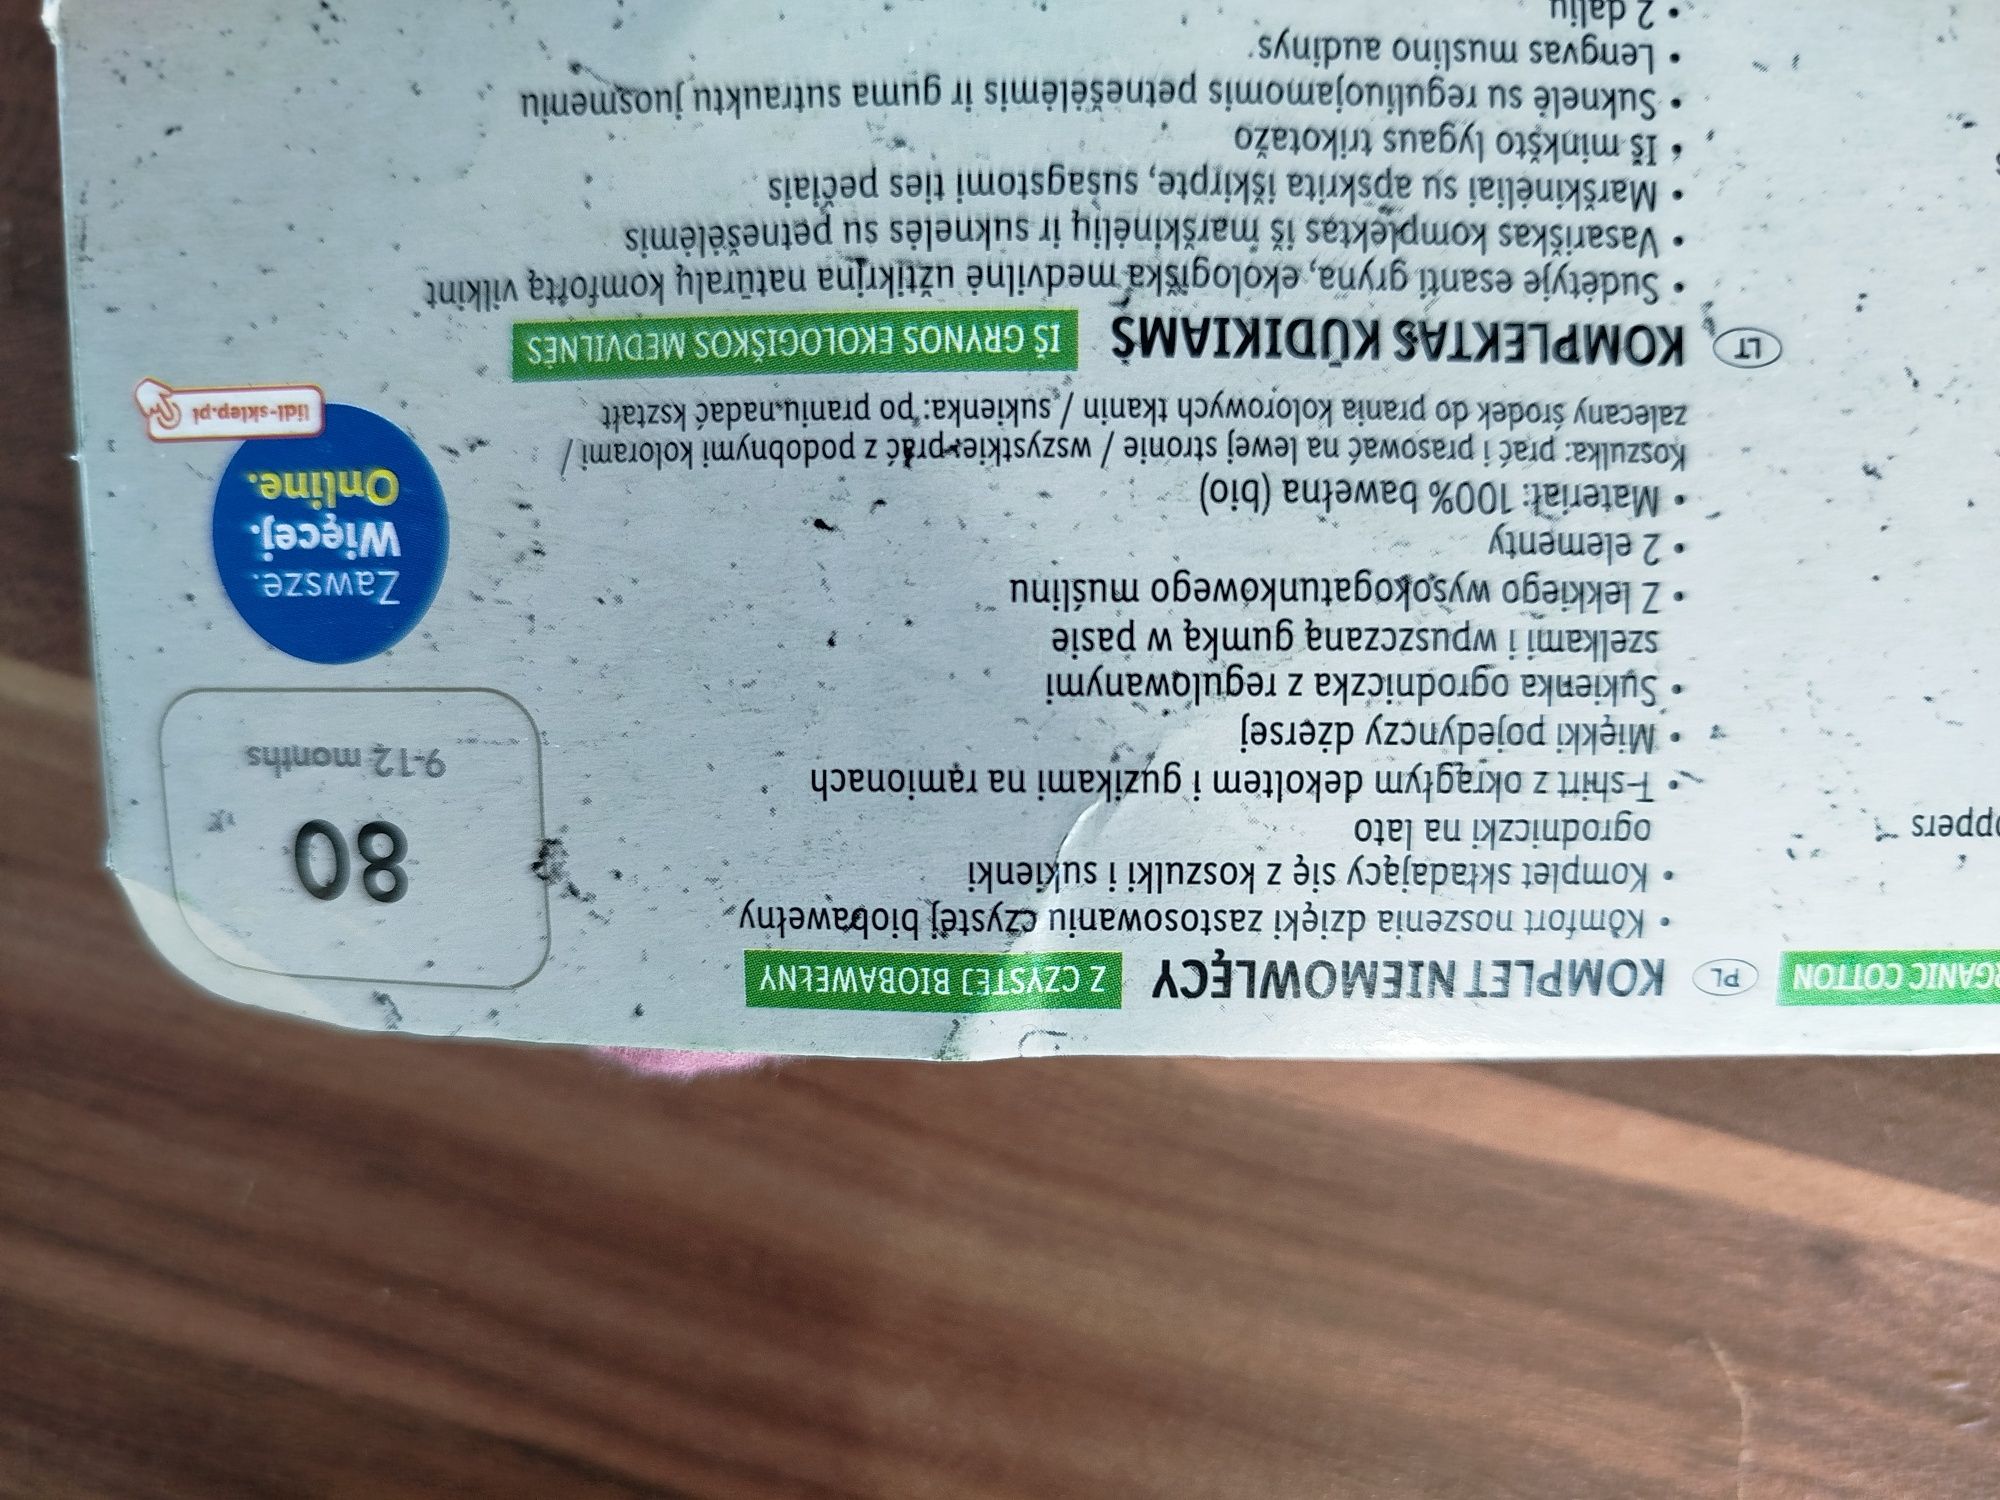 RGANIC COTTON
oppers
PL KOMPLET NIEMOWLĘCY Z CZYSTEJ BIOBAWEŁNY
• Komfort noszenia dzięki zastosowaniu czystej biobawełny
• Komplet składający się z koszulki i sukienki
ogrodniczki na lato
• T-shirt z okrągłym dekoltem i guzikami na ramionach
• Miękki pojedynczy dżersej
• Sukienka ogrodniczka z regulowanymi
szelkami i wpuszczaną gumką w pasie
• Z lekkiego wysokogatunkowego muślinu
• 2 elementy
• Materiał: 100% bawełna (bio)
Koszulka: prać i prasować na lewej stronie / wszystkie: prać z podobnymi kolorami /
zalecany środek do prania kolorowych tkanin / sukienka: po praniu nadać kształt
LT KOMPLEKTAS KŪDIKIAMS IŠ GRYNOS EKOLOGIŠKOS MEDVILNĖS
• Sudėtyje esanti gryna, ekologiška medvilnė užtikrina natūralų komfortą vilkint
• Vasariškas komplektas iš marškinėlių ir suknelės su petnešėlėmis
• Marškinėliai su apskrita iškirpte, susagstomi ties pečiais
• Iš minkšto lygaus trikotažo
• Suknelė su reguliuojamomis petnešėlėmis ir guma sutrauktu juosmeniu
• Lengvas muslino audinys
• 2 dalių
80
9-12 months
Zawsze.
Więcej.
Online.
lidl-sklep.pl